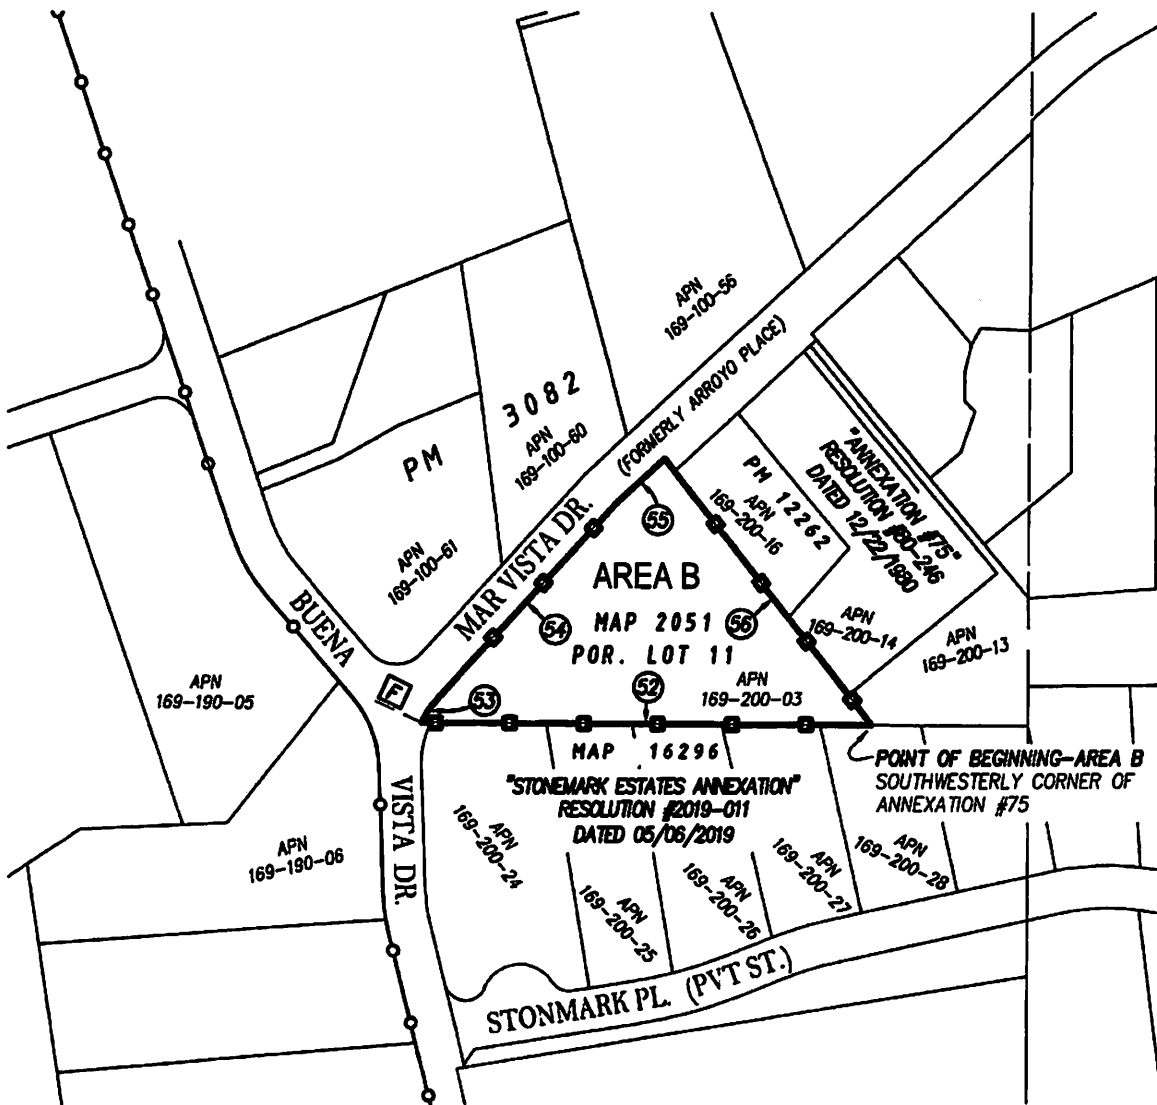 APN
169-100-56
(FORMERLY ARROYO PLACE)
3082
APN
169-100-60
PM
APN
169-100-61
MAR VISTA DR.
"ANNEXATION #75"
RESOLUTION #80-246
DATED 12/22/1980
PM 12262
APN
169-200-16
55
AREA B
54
MAP 2051
56
POR. LOT 11
APN
169-200-14
APN
169-200-13
BUENA
VISTA DR.
F
53
52
APN
169-200-03
APN
169-190-05
MAP 16296
"STONEMARK ESTATES ANNEXATION"
RESOLUTION #2019-011
DATED 05/06/2019
POINT OF BEGINNING-AREA B
SOUTHWESTERLY CORNER OF
ANNEXATION #75
APN
169-190-06
APN
169-200-24
APN
169-200-25
APN
169-200-26
APN
169-200-27
APN
169-200-28
STONMARK PL. (PVT ST.)